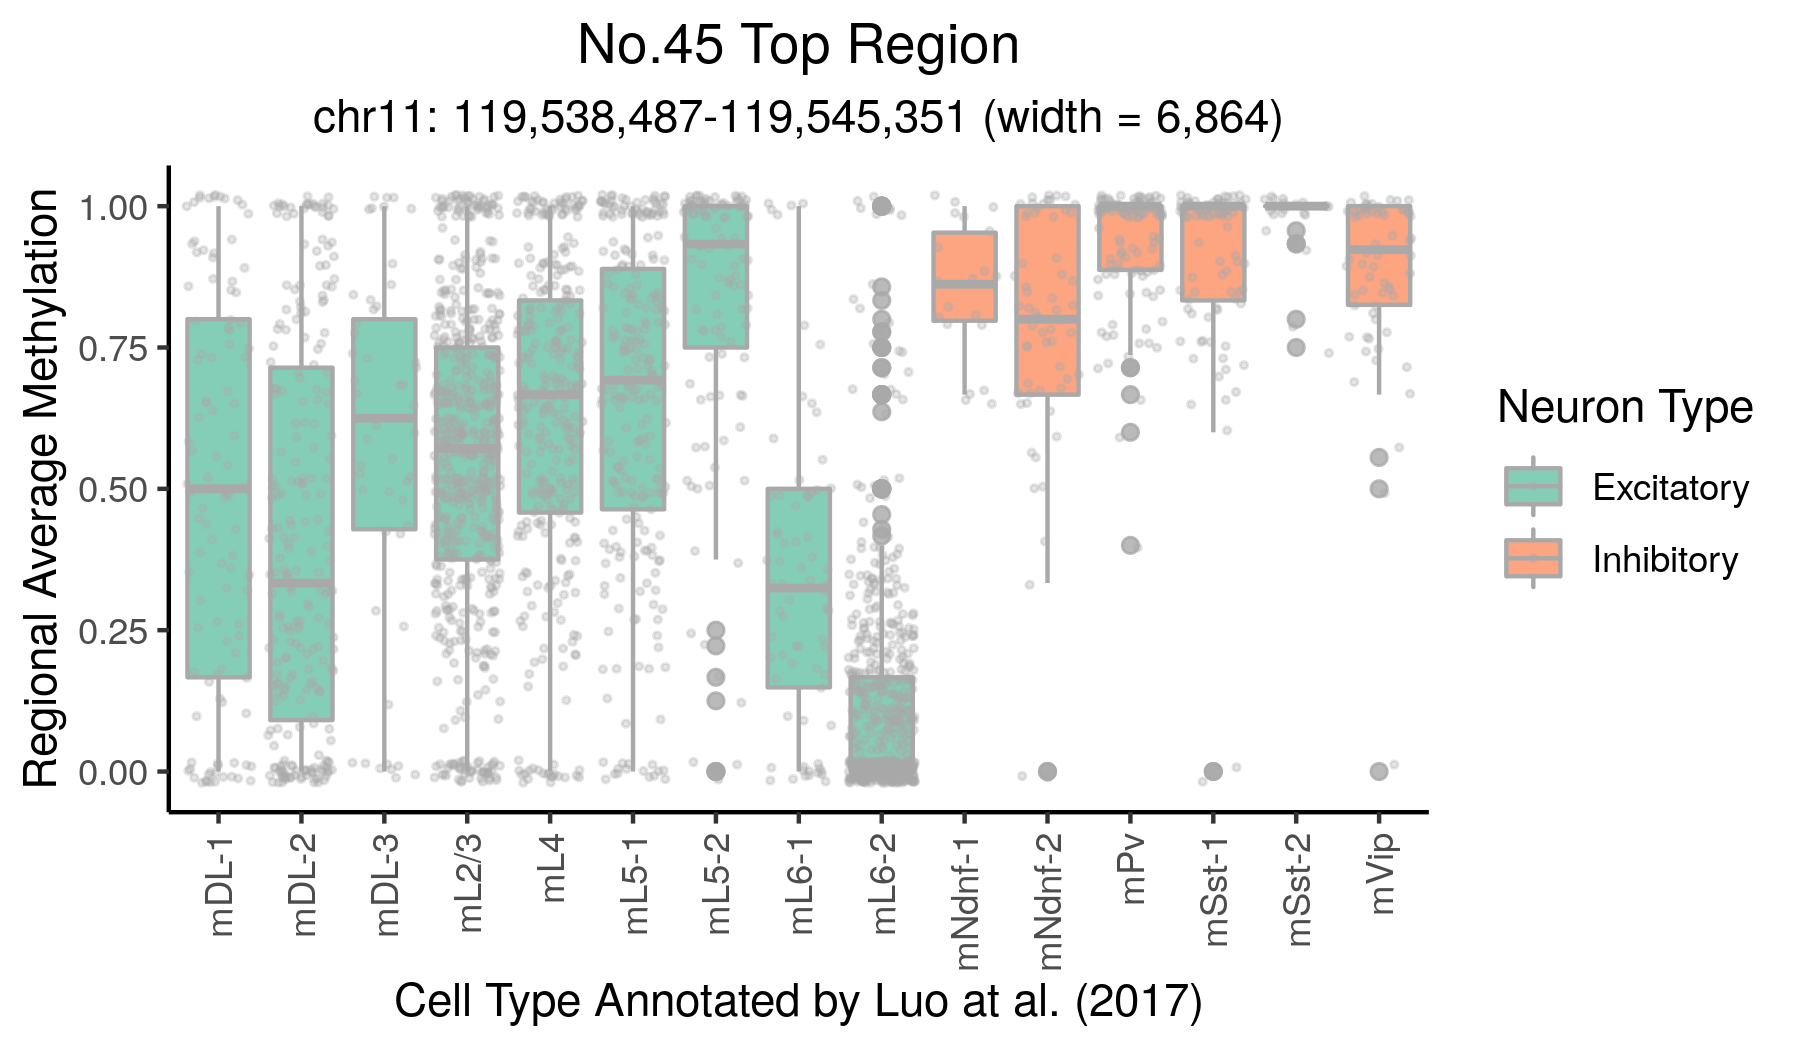 No.45 Top Region
chr11: 119,538,487-119,545,351 (width = 6,864)
Regional Average Methylation
1.00
0.75
0.50
0.25
0.00
mDL-1
mDL-2
mDL-3
mL2/3
mL4
mL5-1
mL5-2
mL6-1
mL6-2
mNdnf-1
mNdnf-2
mPv
mSst-1
mSst-2
mVip
Cell Type Annotated by Luo at al. (2017)
Neuron Type
Excitatory
Inhibitory